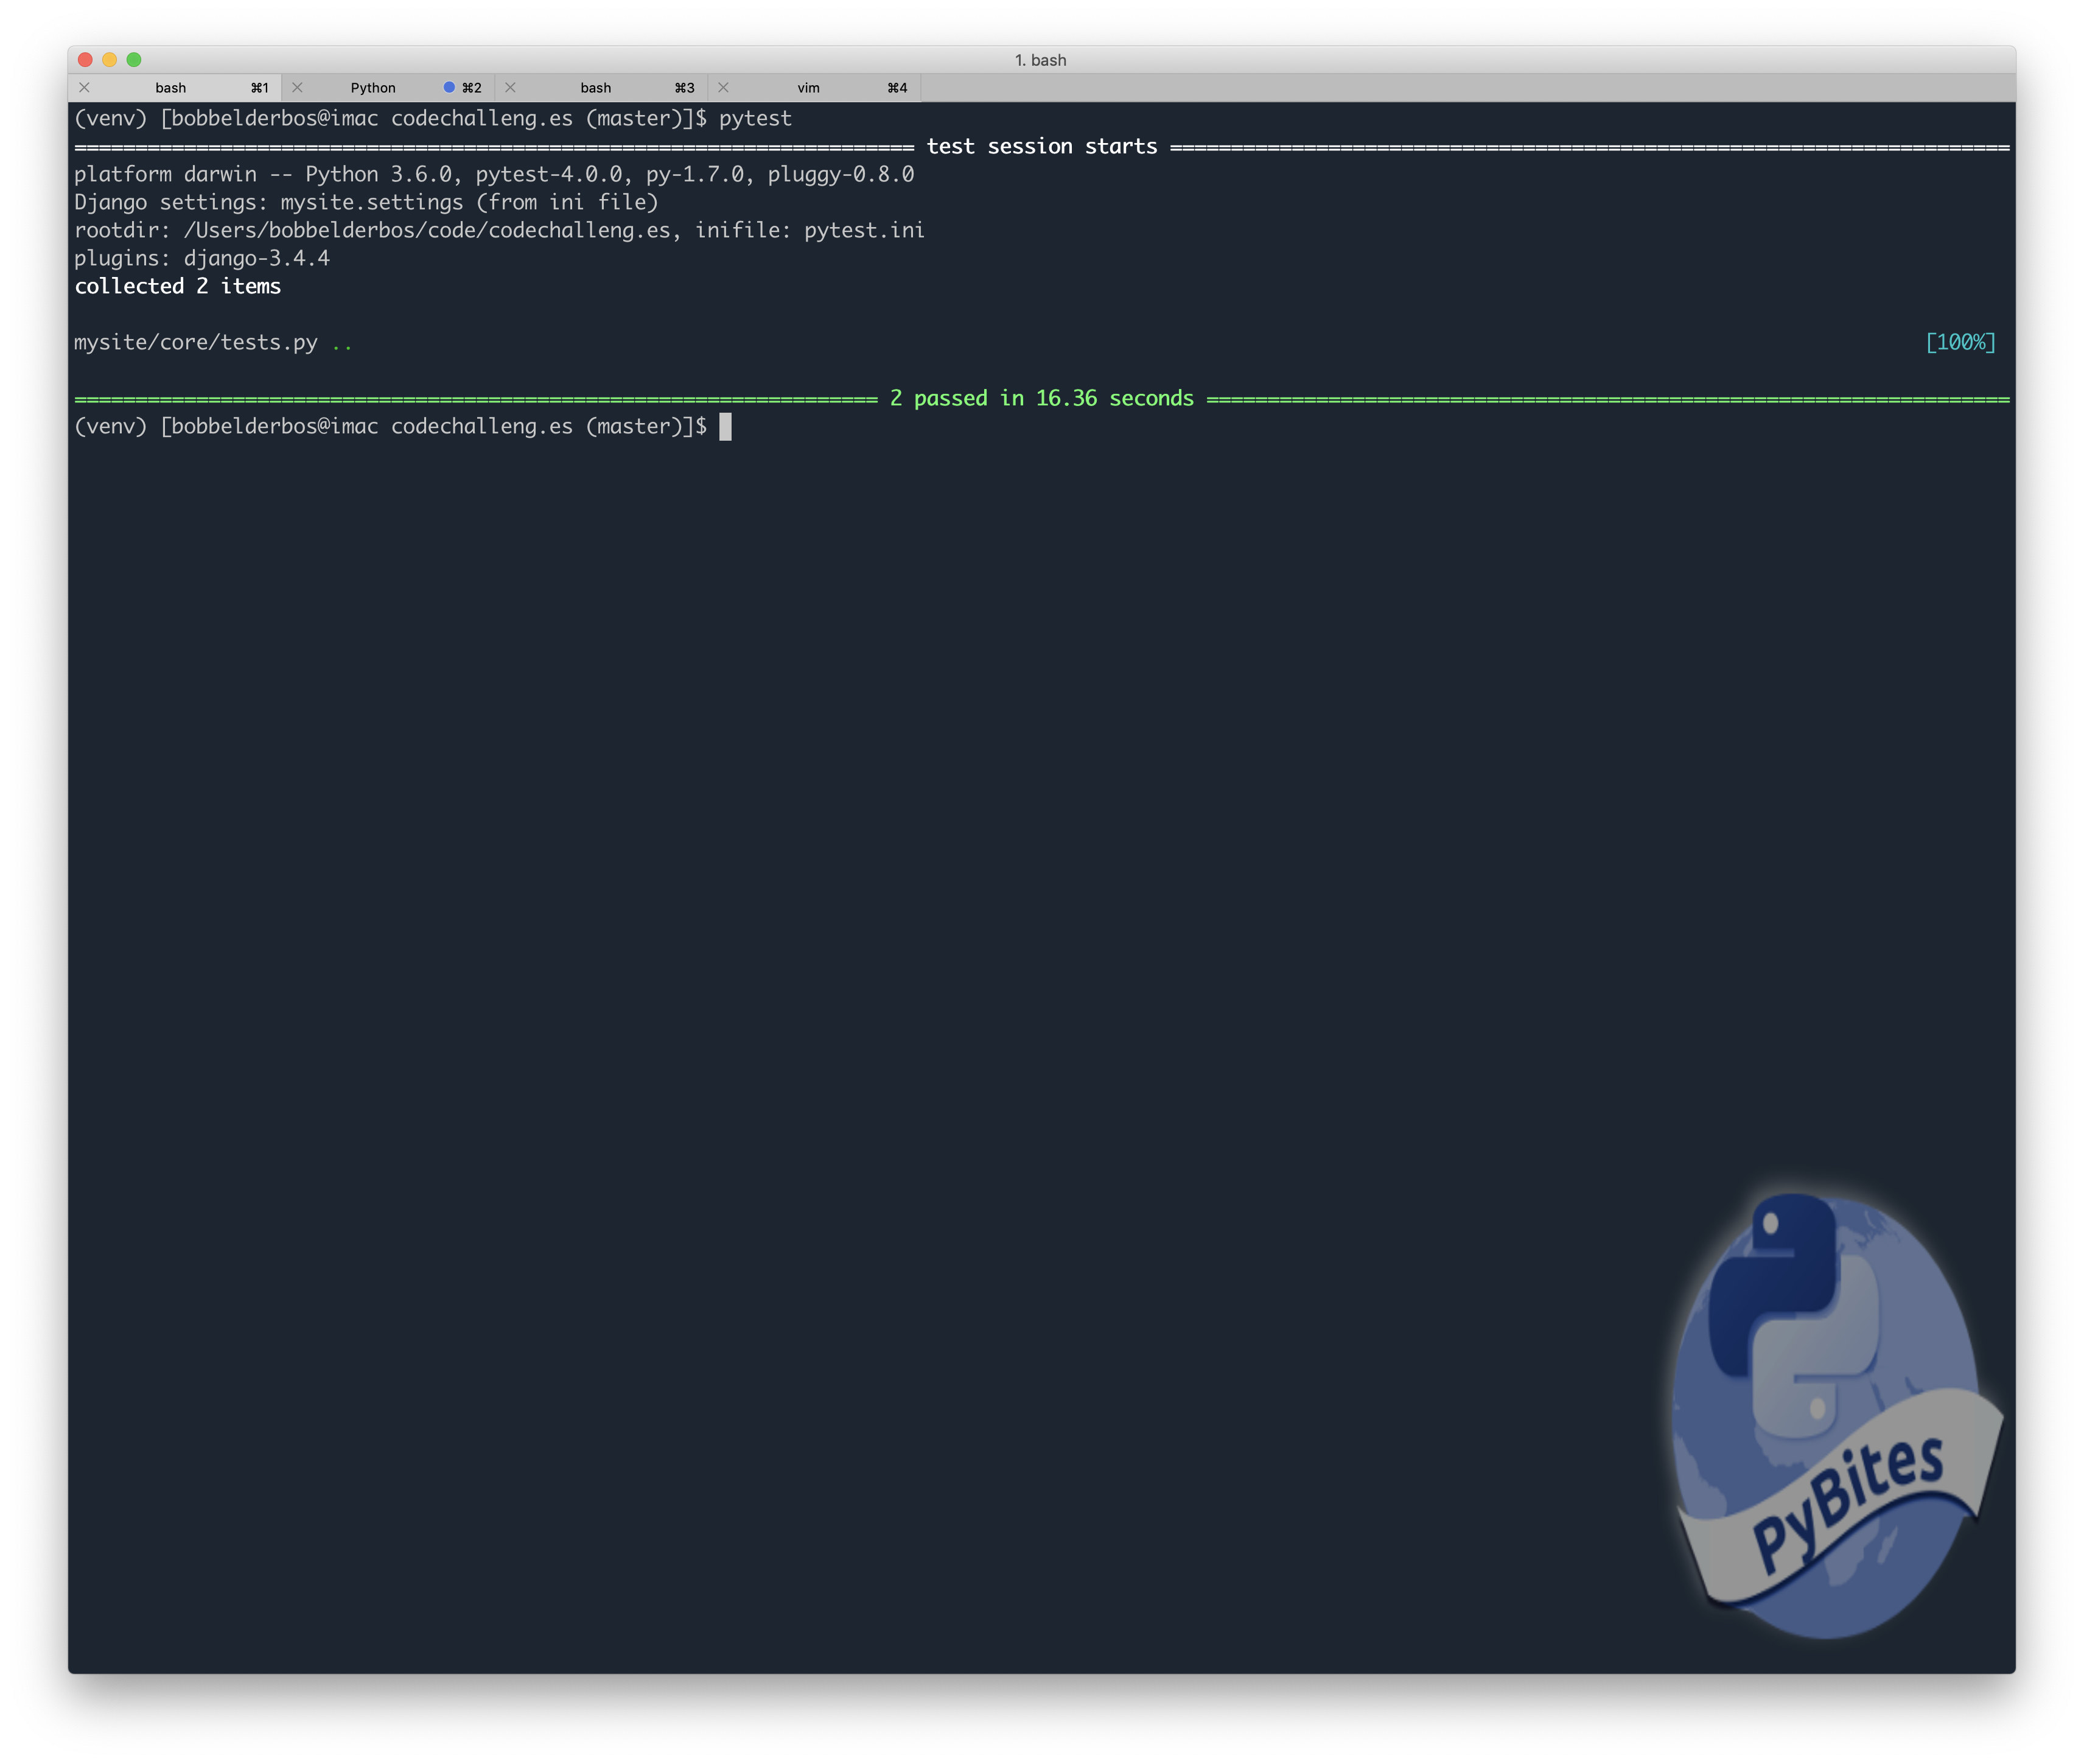 1. bash
bash ⌘1 Python ⌘2 bash ⌘3 vim ⌘4
(venv) [bobbelderbos@imac codechalleng.es (master)]$ pytest
===================================================================== test session starts =====================================================================
platform darwin -- Python 3.6.0, pytest-4.0.0, py-1.7.0, pluggy-0.8.0
Django settings: mysite.settings (from ini file)
rootdir: /Users/bobbelderbos/code/codechalleng.es, inifile: pytest.ini
plugins: django-3.4.4
collected 2 items
mysite/core/tests.py .. [100%]
================================================================== 2 passed in 16.36 seconds ==================================================================
(venv) [bobbelderbos@imac codechalleng.es (master)]$
PyBites